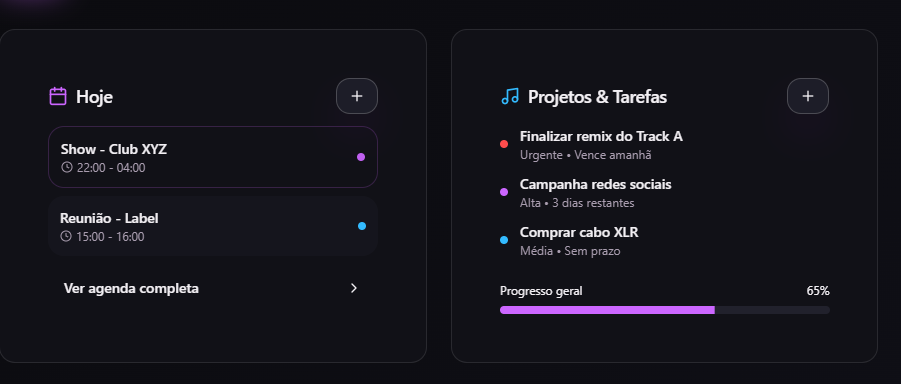 Hoje
+
Show - Club XYZ
22:00 - 04:00
Reunião - Label
15:00 - 16:00
Ver agenda completa
Projetos & Tarefas
+
Finalizar remix do Track A
Urgente • Vence amanhã
Campanha redes sociais
Alta • 3 dias restantes
Comprar cabo XLR
Média • Sem prazo
Progresso geral 65%